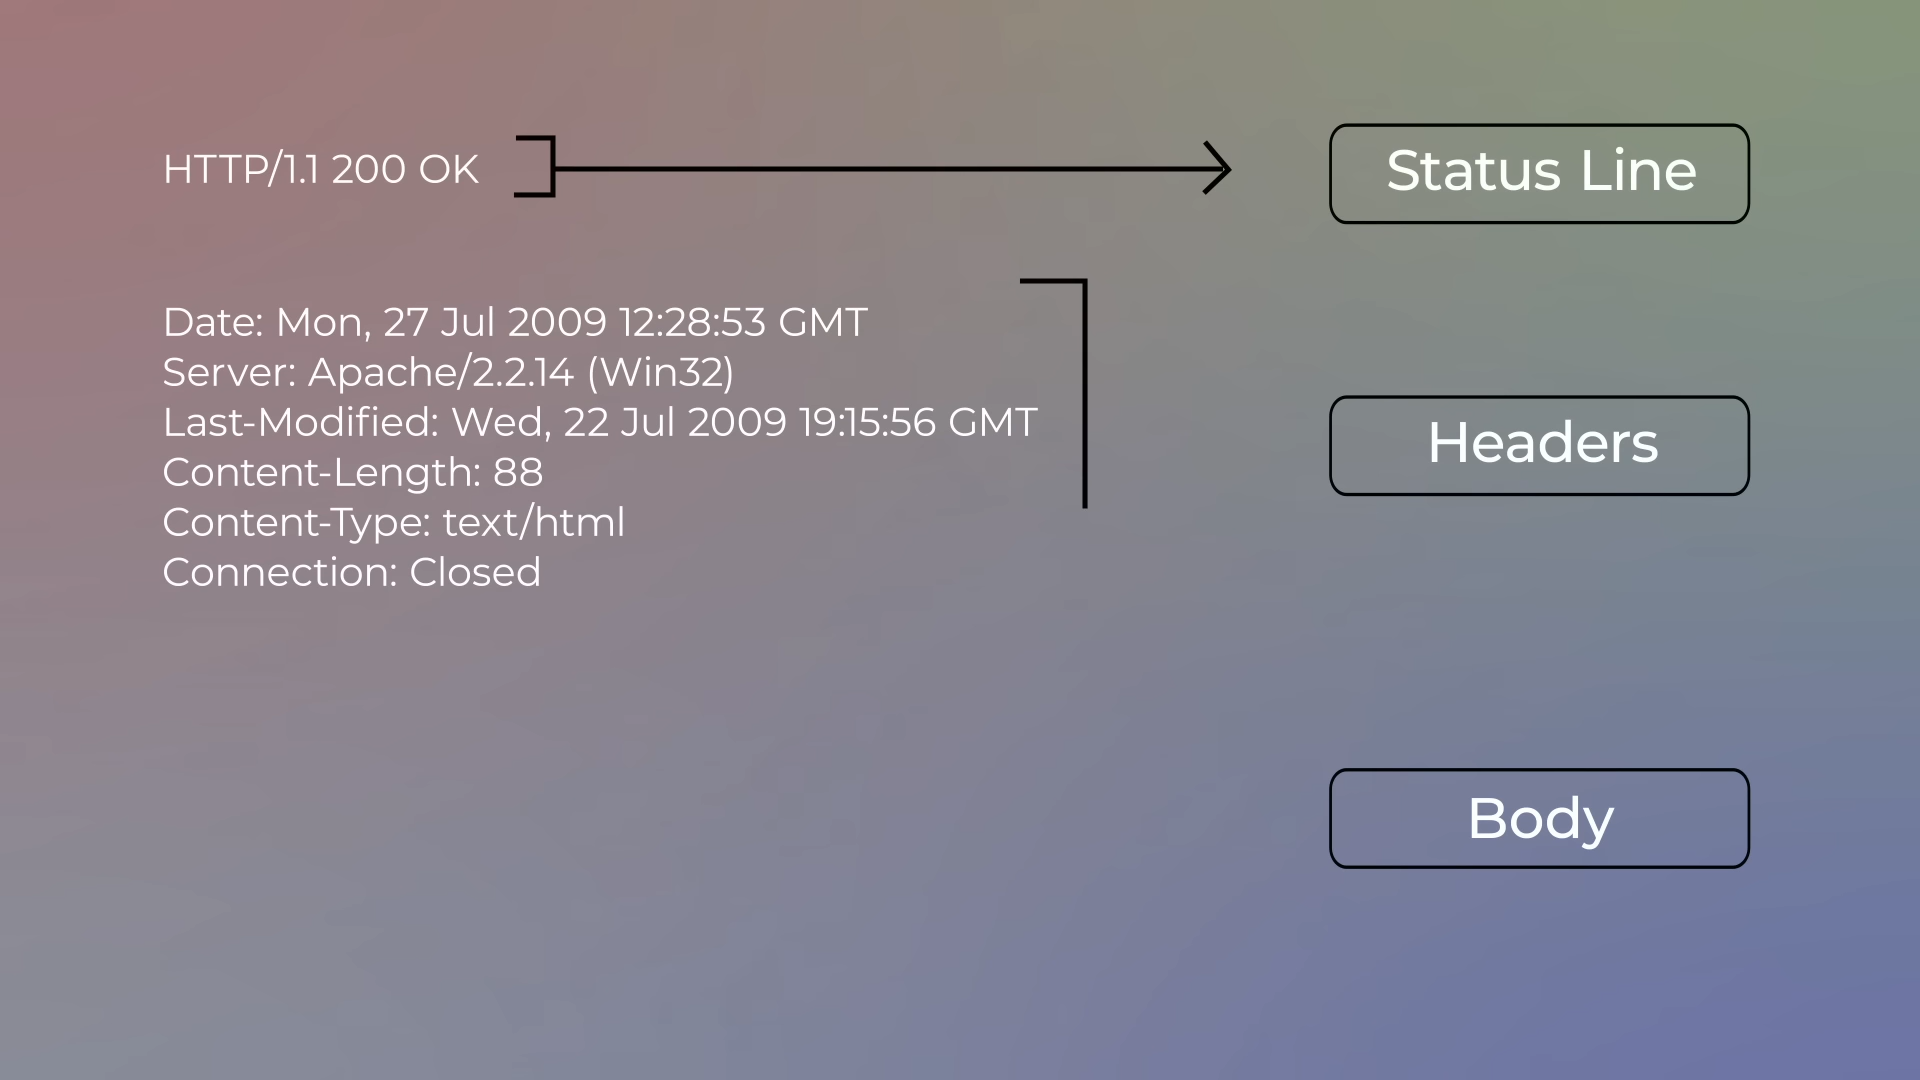 HTTP/1.1 200 OK
Status Line
Date: Mon, 27 Jul 2009 12:28:53 GMT
Server: Apache/2.2.14 (Win32)
Last-Modified: Wed, 22 Jul 2009 19:15:56 GMT
Content-Length: 88
Content-Type: text/html
Connection: Closed
Headers
Body